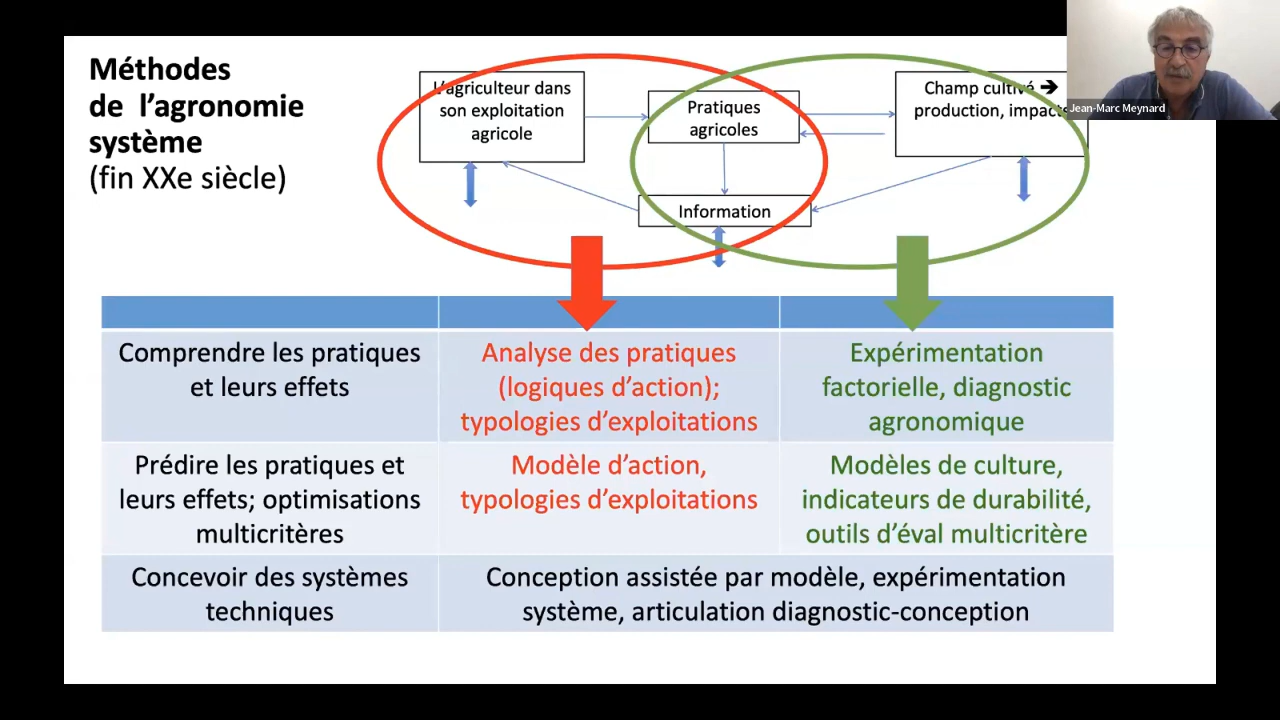 Méthodes
de l’agronomie
système
(fin XXe siècle)
L’agriculteur dans
son exploitation
agricole
Pratiques
agricoles
Champ cultivé ➔
production, impacts
Information
Jean-Marc Meynard
Comprendre les pratiques
et leurs effets
Analyse des pratiques
(logiques d’action);
typologies d’exploitations
Expérimentation
factorielle, diagnostic
agronomique
Prédire les pratiques et
leurs effets; optimisations
multicritères
Modèle d’action,
typologies d’exploitations
Modèles de culture,
indicateurs de durabilité,
outils d’éval multicritère
Concevoir des systèmes
techniques
Conception assistée par modèle, expérimentation
système, articulation diagnostic-conception